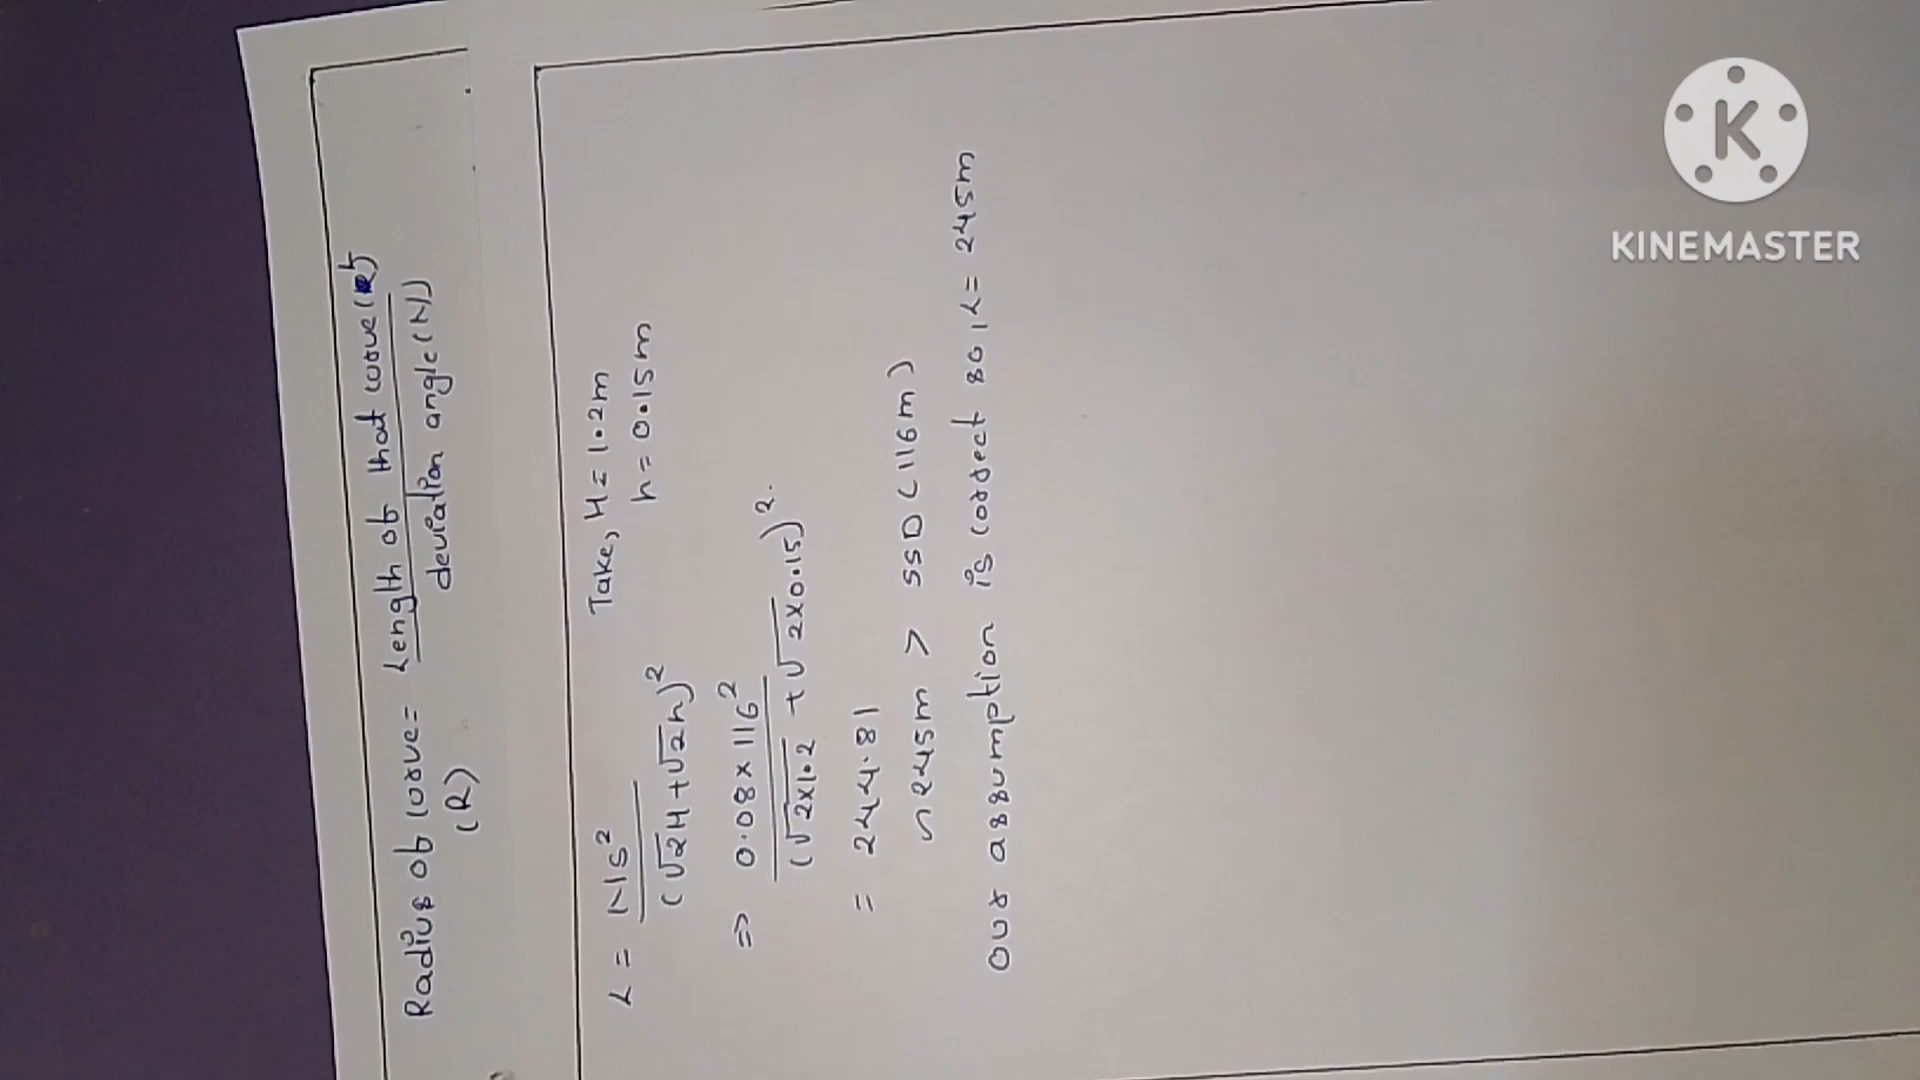 Radius of curve = Length of that curve (L)
(R) deviation angle (N)
L = NS²
(√2H + √2h)²
Take, H = 1.2m
h = 0.15m
=> 0.08 × 116²
(√2×1.2 + √2×0.15)².
= 244.81
≈ 245m > SSD (116m)
our assumption is correct so, L = 245m
K
KINEMASTER